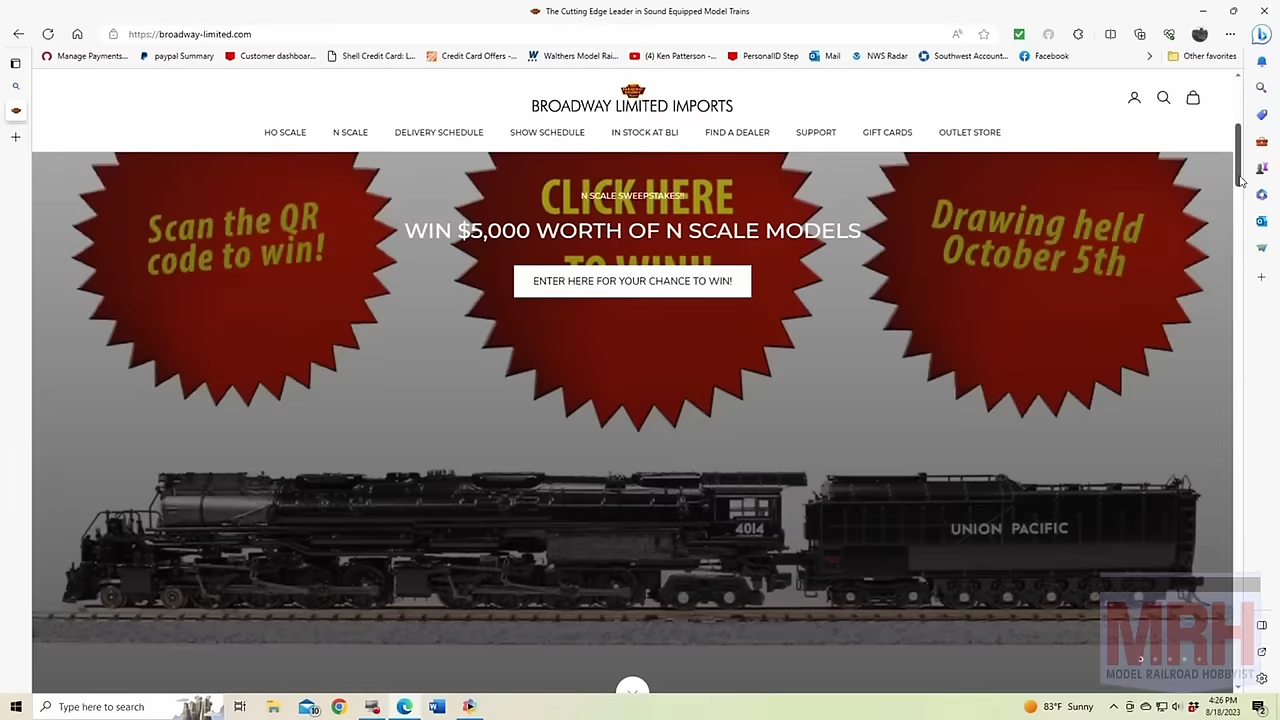 The Cutting Edge Leader in Sound Equipped Model Trains
https://broadway-limited.com
Manage Payments...
paypal Summary
Customer dashboar...
Shell Credit Card: L...
Credit Card Offers -...
Walthers Model Rai...
(4) Ken Patterson -...
PersonalID Step
Mail
NWS Radar
Southwest Account...
Facebook
Other favorites
BROADWAY LIMITED IMPORTS
HO SCALE
N SCALE
DELIVERY SCHEDULE
SHOW SCHEDULE
IN STOCK AT BLI
FIND A DEALER
SUPPORT
GIFT CARDS
OUTLET STORE
Scan the QR
code to win!
CLICK HERE
TO WIN!!
N SCALE SWEEPSTAKES!!
WIN $5,000 WORTH OF N SCALE MODELS
ENTER HERE FOR YOUR CHANCE TO WIN!
Drawing held
October 5th
4014
UNION PACIFIC
MRH
MODEL RAILROAD HOBBYIST
Type here to search
10
83°F Sunny
4:26 PM
8/18/2023
2